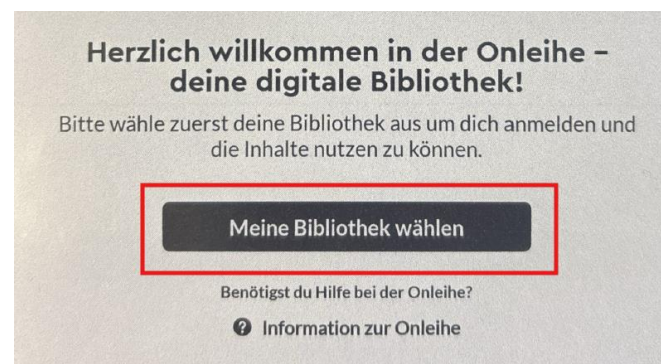 Herzlich willkommen in der Onleihe –
deine digitale Bibliothek!
Bitte wähle zuerst deine Bibliothek aus um dich anmelden und
die Inhalte nutzen zu können.
Meine Bibliothek wählen
Benötigst du Hilfe bei der Onleihe?
? Information zur Onleihe